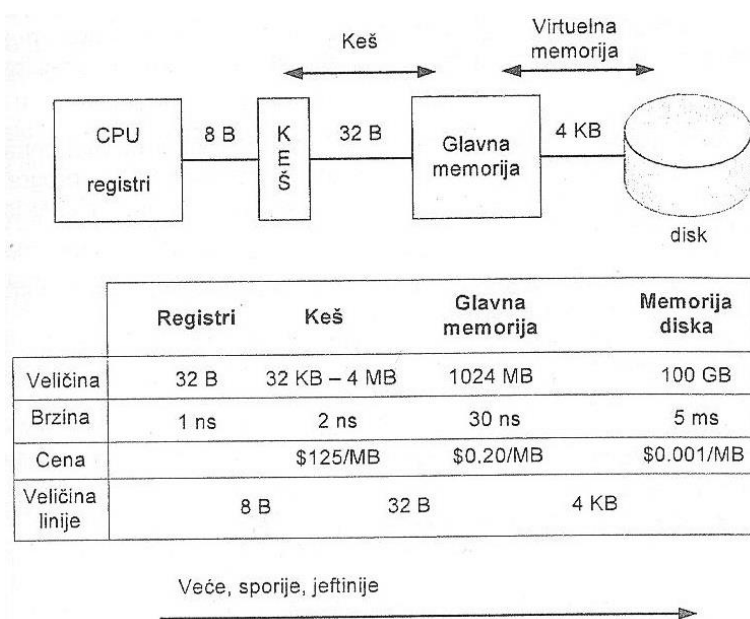 Keš
Virtuelna
memorija
CPU
registri
8 B
K
E
Š
32 B
Glavna
memorija
4 KB
disk
Registri Keš Glavna memorija Memorija diska
Veličina 32 B 32 KB – 4 MB 1024 MB 100 GB
Brzina 1 ns 2 ns 30 ns 5 ms
Cena $125/MB $0.20/MB $0.001/MB
Veličina linije 8 B 32 B 4 KB
Veće, sporije, jeftinije